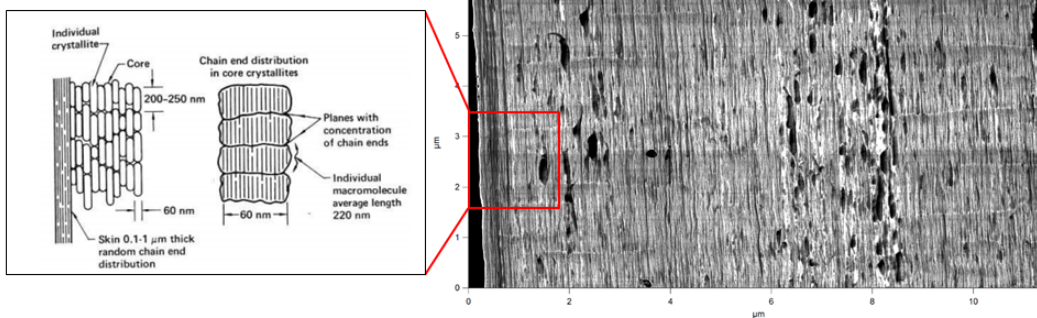 Individual
crystallite
Core
200–250 nm
60 nm
Skin 0.1-1 μm thick
random chain end
distribution
Chain end distribution
in core crystallites
Planes with
concentration
of chain ends
Individual
macromolecule
average length
220 nm
60 nm
5
4
3
2
1
0
μm
0
2
4
6
8
10
μm